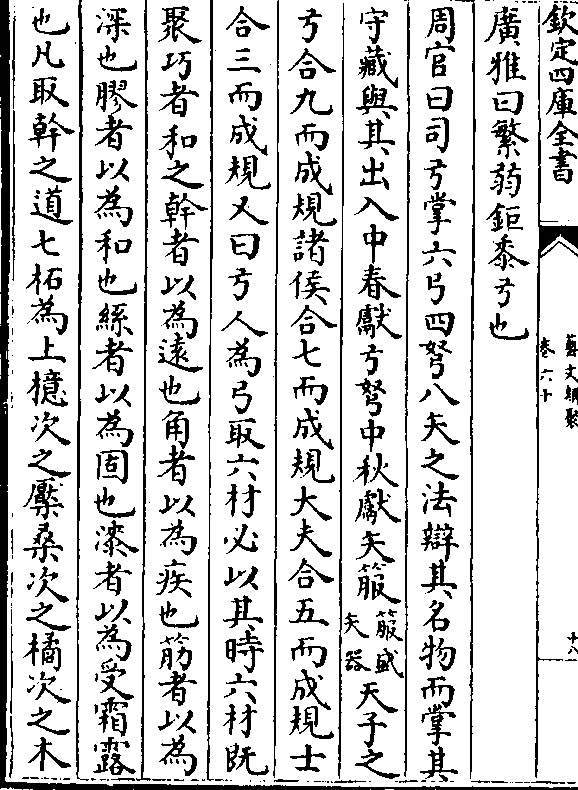 欽定四庫全書
藝文類聚
卷六十
十八
廣雅曰繁弱鉅黍弓也
周官曰司弓掌六弓四弩八矢之法辯其名物而掌其
守藏與其出入中春獻弓弩中秋獻矢箙箙盛矢器天子之
弓合九而成規諸侯合七而成規大夫合五而成規士
合三而成規又曰弓人為弓取六材必以其時六材旣
聚巧者和之幹者以為遠也角者以為疾也筋者以為
深也膠者以為和也絲者以為固也漆者以為受霜露
也凡取幹之道七柘為上檍次之檿桑次之橘次之木